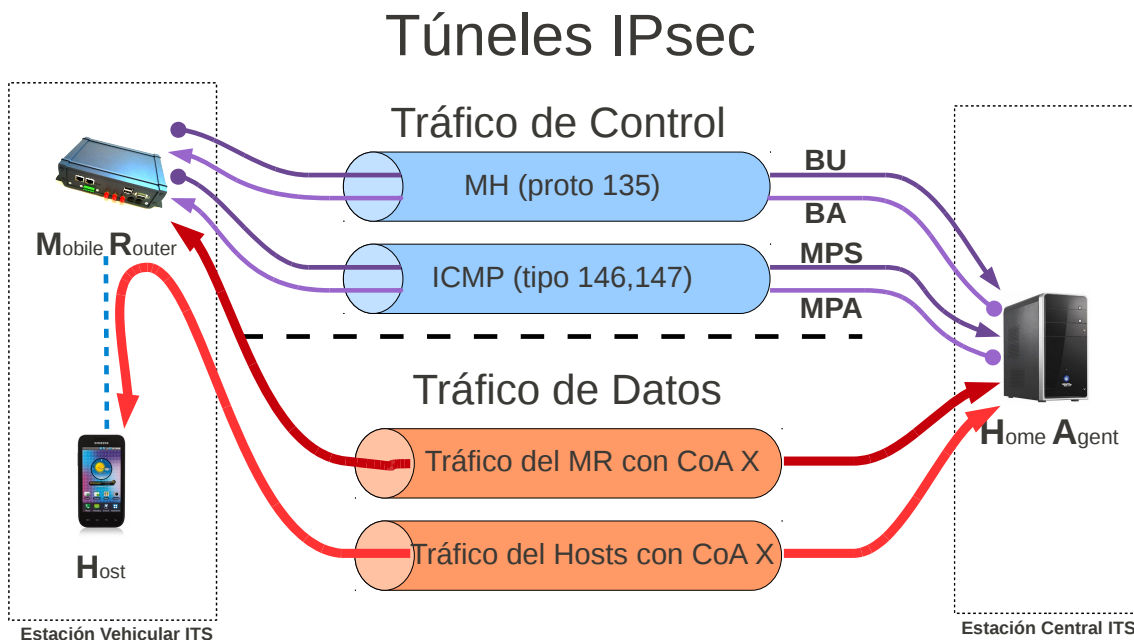 Túneles IPsec
Tráfico de Control
MH (proto 135)
BU
BA
ICMP (tipo 146,147)
MPS
MPA
Mobile Router
Tráfico de Datos
Tráfico del MR con CoA X
Tráfico del Hosts con CoA X
Home Agent
SAMSUNG
Host
Estación Vehicular ITS
Estación Central ITS